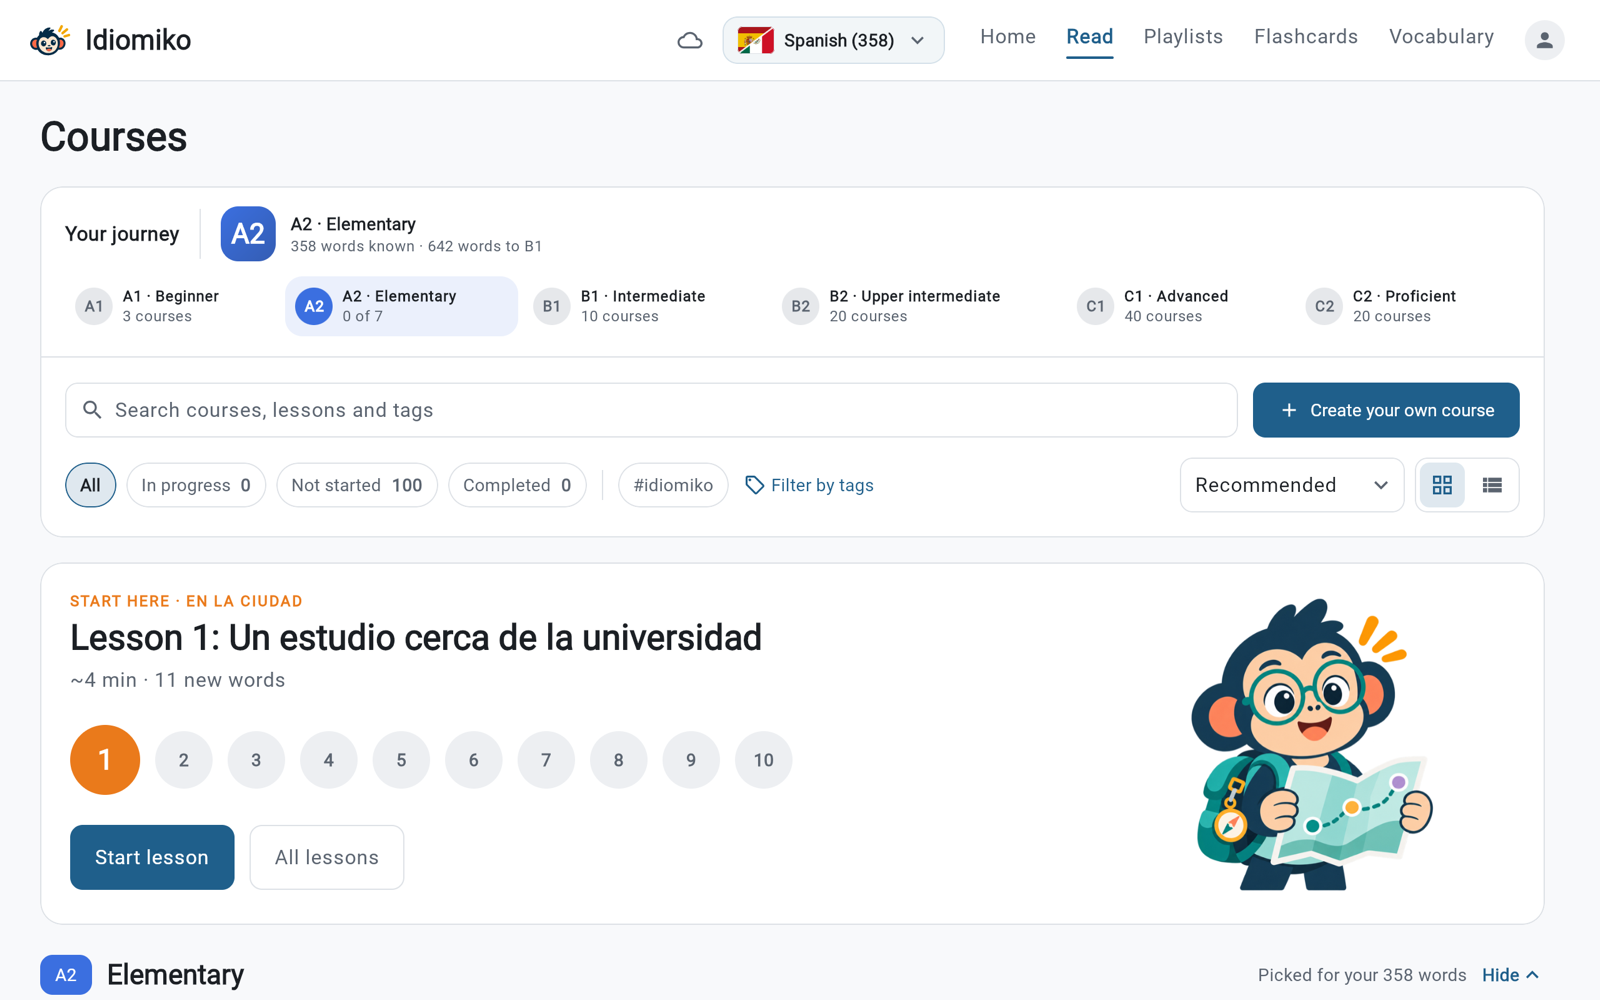 Idiomiko
Spanish (358)
Home
Read
Playlists
Flashcards
Vocabulary
Courses
Your journey
A2
A2 · Elementary
358 words known · 642 words to B1
A1
A1 · Beginner
3 courses
A2
A2 · Elementary
0 of 7
B1
B1 · Intermediate
10 courses
B2
B2 · Upper intermediate
20 courses
C1
C1 · Advanced
40 courses
C2
C2 · Proficient
20 courses
Search courses, lessons and tags
+ Create your own course
All
In progress 0
Not started 100
Completed 0
#idiomiko
Filter by tags
Recommended
START HERE · EN LA CIUDAD
Lesson 1: Un estudio cerca de la universidad
~4 min · 11 new words
1 2 3 4 5 6 7 8 9 10
Start lesson
All lessons
A2
Elementary
Picked for your 358 words
Hide